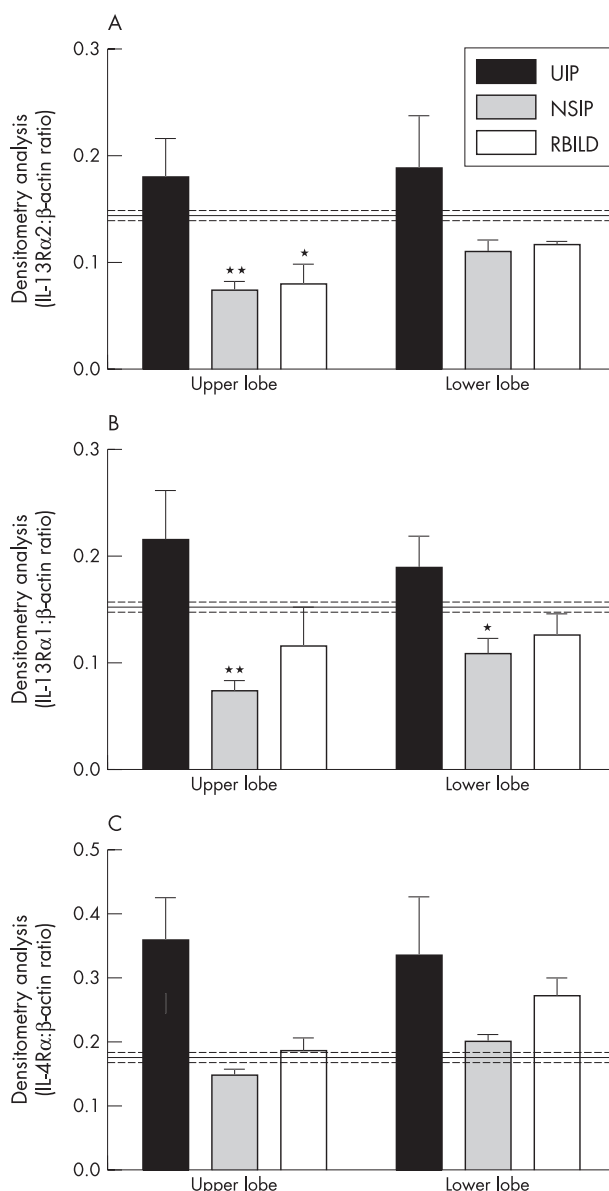 A
0.3
0.2
0.1
0.0
Densitometry analysis
(IL-13Rα2:β-actin ratio)
UIP
NSIP
RBILD
★★
★
Upper lobe
Lower lobe
B
0.3
0.2
0.1
0.0
Densitometry analysis
(IL-13Rα1:β-actin ratio)
★★
★
Upper lobe
Lower lobe
C
0.5
0.4
0.3
0.2
0.1
0.0
Densitometry analysis
(IL-4Rα:β-actin ratio)
Upper lobe
Lower lobe